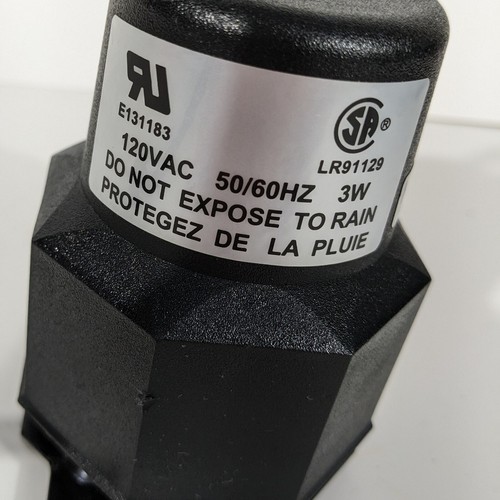 E131183
LR91129
120VAC 50/60HZ 3W
DO NOT EXPOSE TO RAIN
PROTEGEZ DE LA PLUIE